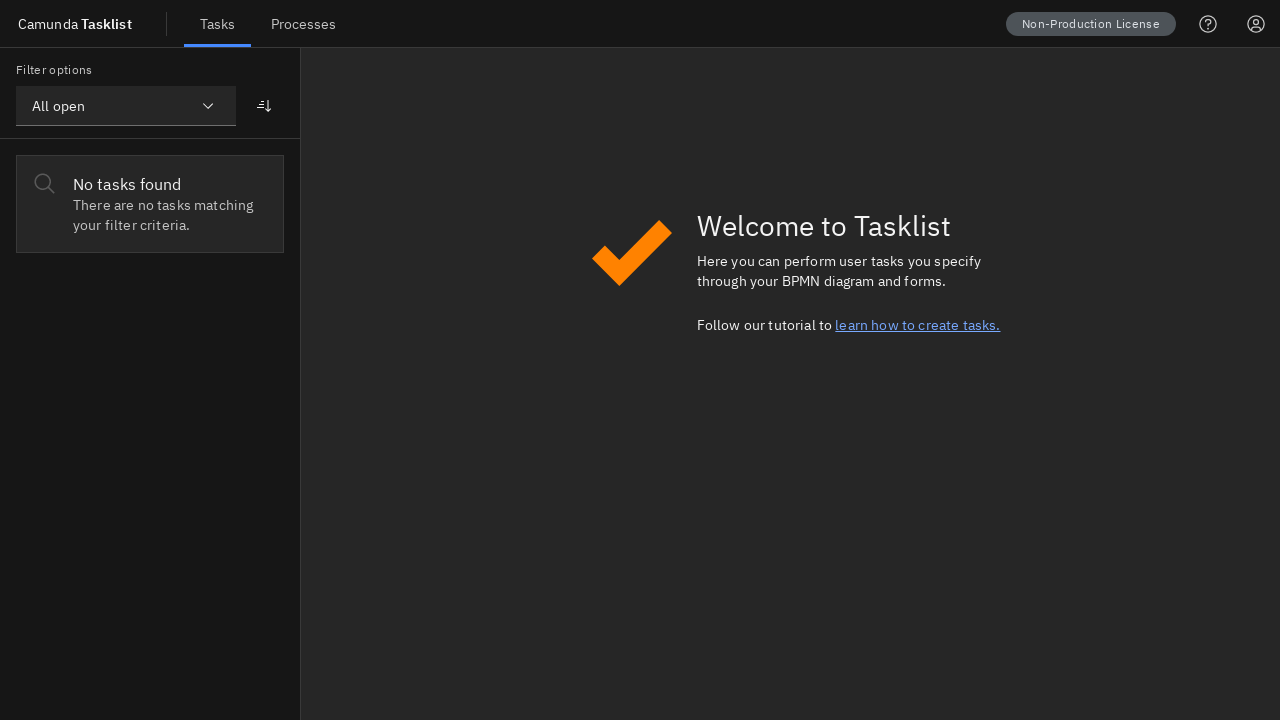 Camunda Tasklist
Tasks
Processes
Non-Production License
Filter options
All open
No tasks found
There are no tasks matching
your filter criteria.
Welcome to Tasklist
Here you can perform user tasks you specify
through your BPMN diagram and forms.
Follow our tutorial to learn how to create tasks.